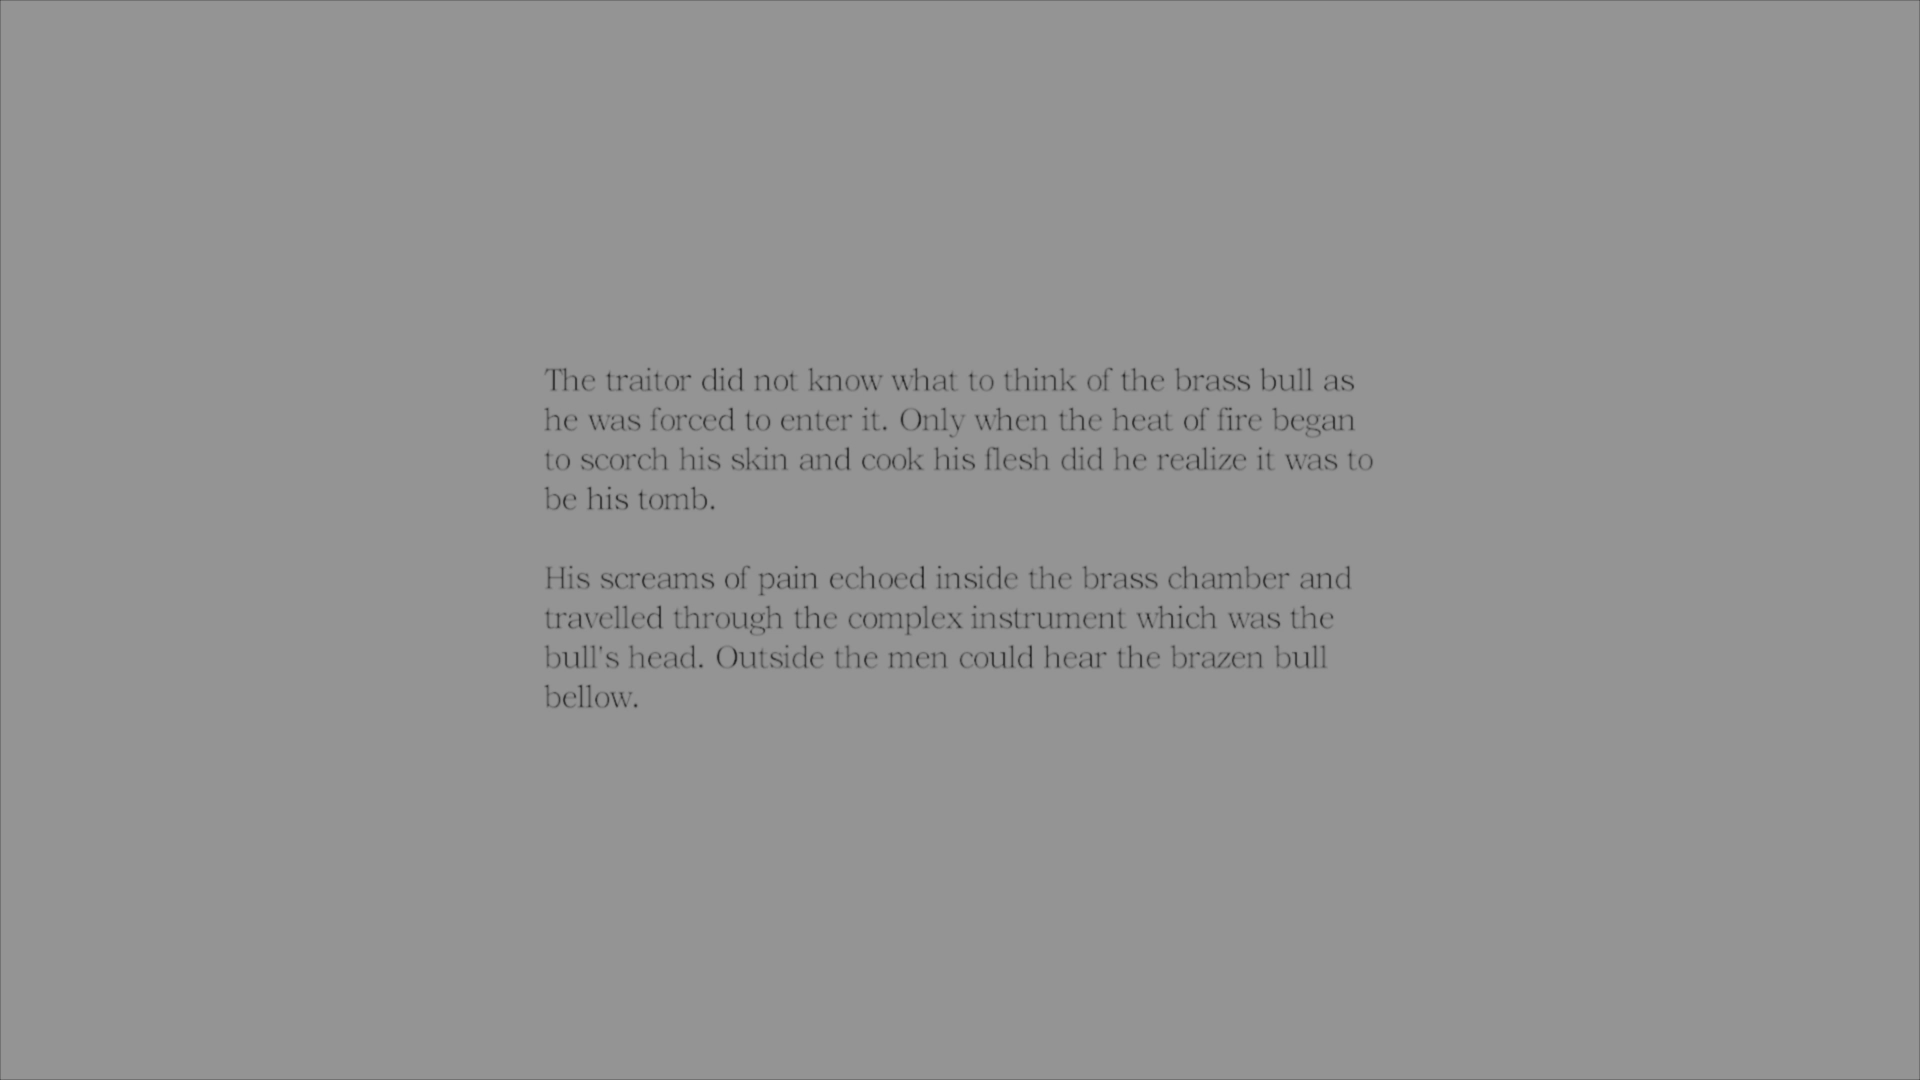 The traitor did not know what to think of the brass bull as
he was forced to enter it. Only when the heat of fire began
to scorch his skin and cook his flesh did he realize it was to
be his tomb.
His screams of pain echoed inside the brass chamber and
travelled through the complex instrument which was the
bull's head. Outside the men could hear the brazen bull
bellow.